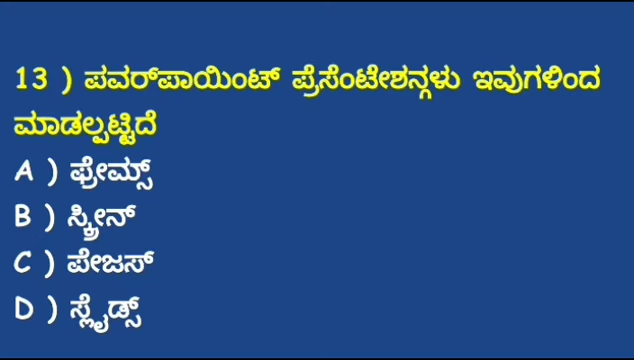 13 ) ಪವರ್‌ಪಾಯಿಂಟ್ ಪ್ರೆಸೆಂಟೇಶನ್ಗಳು ಇವುಗಳಿಂದ
ಮಾಡಲ್ಪಟ್ಟಿದೆ
A ) ಫ್ರೇಮ್ಸ್
B ) ಸ್ಕ್ರೀನ್
C ) ಪೇಜಸ್
D ) ಸ್ಲೈಡ್ಸ್